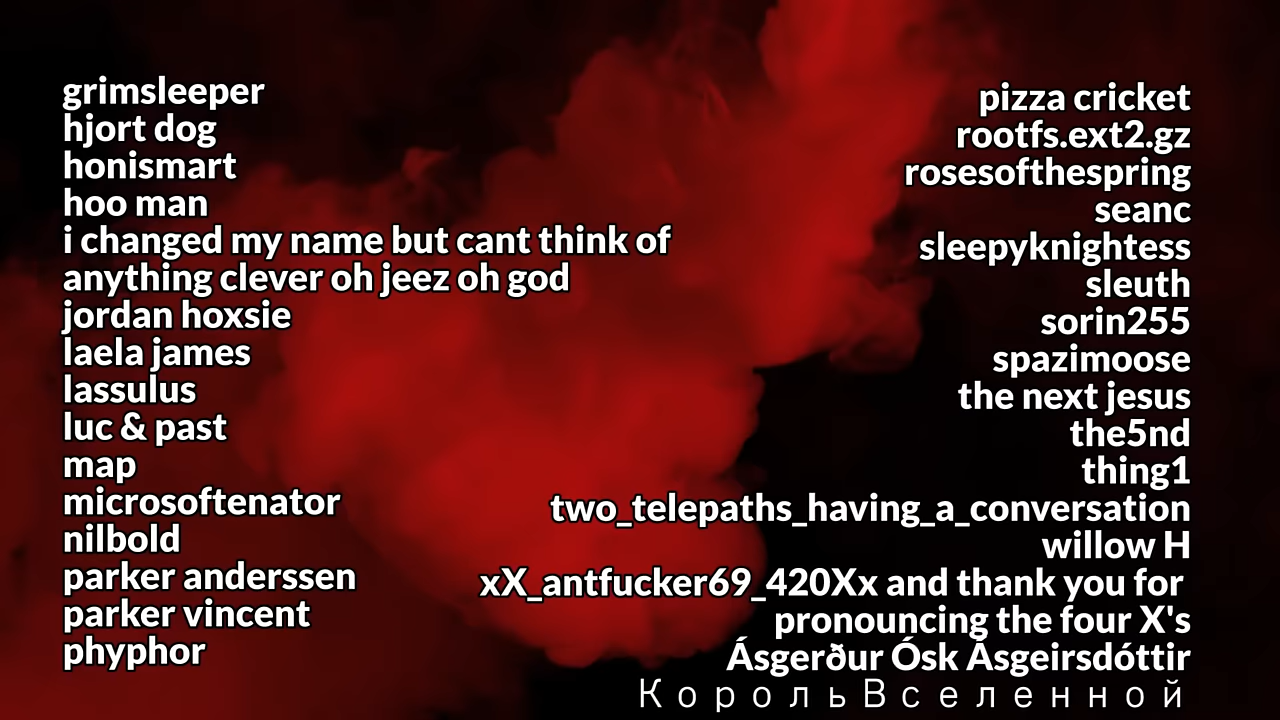 grimsleeper
hjort dog
honismart
hoo man
i changed my name but cant think of
anything clever oh jeez oh god
jordan hoxsie
laela james
lassulus
luc & past
map
microsoftenator
nilbold
parker anderssen
parker vincent
phyphor
pizza cricket
rootfs.ext2.gz
rosesofthespring
seanc
sleepyknightess
sleuth
sorin255
spazimoose
the next jesus
the5nd
thing1
two_telepaths_having_a_conversation
willow H
xX_antfucker69_420Xx and thank you for
pronouncing the four X's
Ásgerður Ósk Ásgeirsdóttir
КорольВселенной